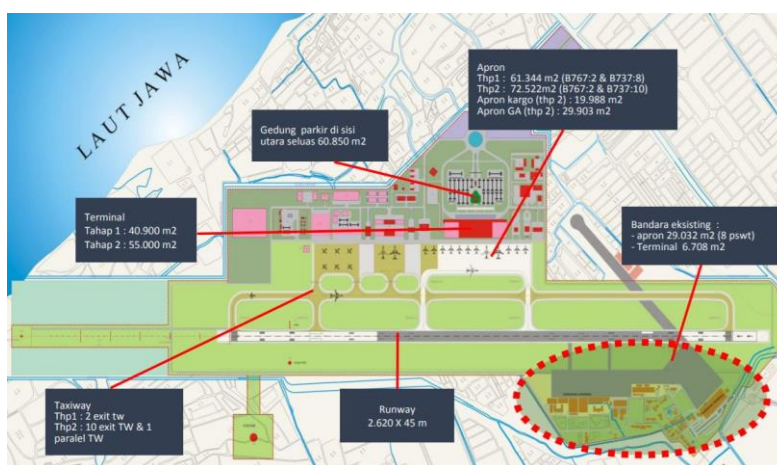 LAUT JAWA
Apron
Thp1 : 61.344 m2 (B767:2 & B737:8)
Thp2 : 72.522m2 (B767:2 & B737:10)
Apron kargo (thp 2) : 19.988 m2
Apron GA (thp 2) : 29.903 m2
Gedung parkir di sisi
utara seluas 60.850 m2
Terminal
Tahap 1 : 40.900 m2
Tahap 2 : 55.000 m2
Bandara eksisting :
- apron 29.032 m2 (8 pswt)
- Terminal 6.708 m2
Taxiway
Thp1 : 2 exit tw
Thp2 : 10 exit TW & 1
paralel TW
Runway
2.620 X 45 m